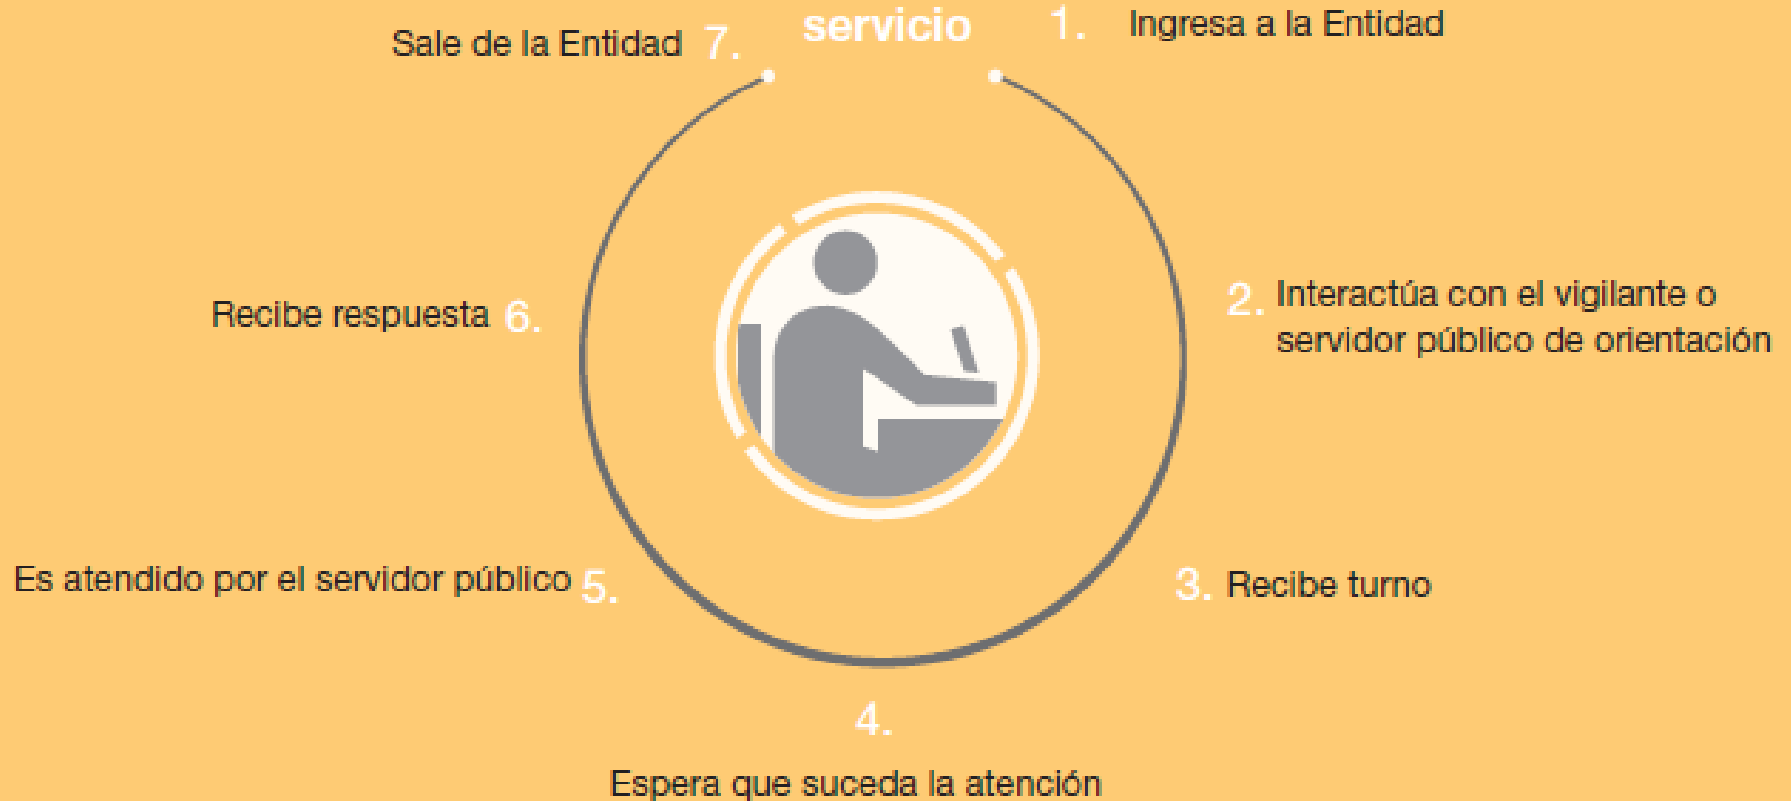 servicio
1. Ingresa a la Entidad
2. Interactúa con el vigilante o
servidor público de orientación
3. Recibe turno
4.
Espera que suceda la atención
Es atendido por el servidor público 5.
Recibe respuesta 6.
Sale de la Entidad 7.